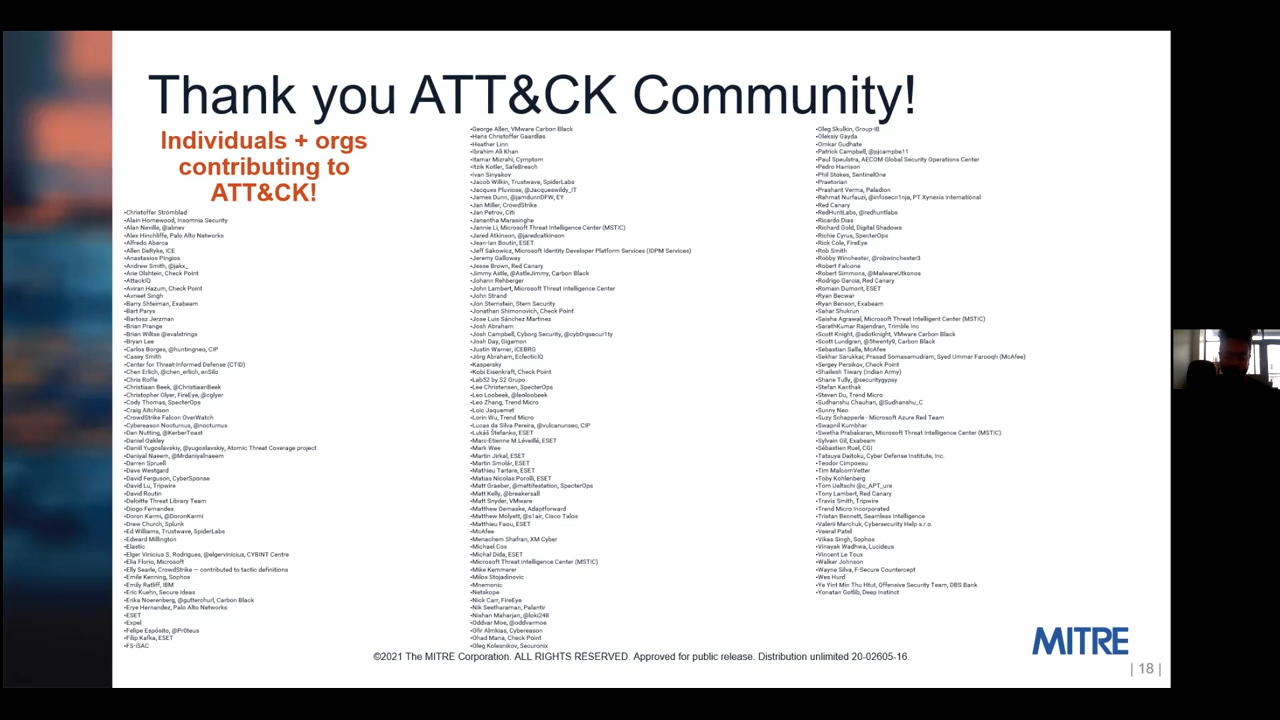 Thank you ATT&CK Community!
Individuals + orgs
contributing to
ATT&CK!
•Christoffer Strömblad
•Alain Homewood, Insomnia Security
•Alan Neville, @abnev
•Alex Hinchliffe, Palo Alto Networks
•Alfredo Abarca
•Allen DeRyke, ICE
•Anastasios Pingios
•Andrew Smith, @jakx_
•Arie Olshtein, Check Point
•AttackIQ
•Aviran Hazum, Check Point
•Avneet Singh
•Barry Shteiman, Exabeam
•Bart Parys
•Bartosz Jerzman
•Brian Prange
•Brian Wiltse @evalstrings
•Bryan Lee
•Carlos Borges, @huntingneo, CIP
•Casey Smith
•Center for Threat-Informed Defense (CTID)
•Chen Erlich, @chen_erlich, enSilo
•Chris Roffe
•Christiaan Beek, @ChristiaanBeek
•Christopher Glyer, FireEye, @cglyer
•Cody Thomas, SpecterOps
•Craig Aitchison
•CrowdStrike Falcon OverWatch
•Cybereason Nocturnus, @nocturnus
•Dan Nutting, @KerberToast
•Daniel Oakley
•Daniil Yugoslavskiy, @yugoslavskiy, Atomic Threat Coverage project
•Daniyal Naeem, @Mrdaniyalnaeem
•Darren Spruell
•Dave Westgard
•David Ferguson, CyberSponse
•David Lu, Tripwire
•David Routin
•Deloitte Threat Library Team
•Diogo Fernandes
•Doron Karmi, @DoronKarmi
•Drew Church, Splunk
•Ed Williams, Trustwave, SpiderLabs
•Edward Millington
•Elastic
•Elger Vinicius S. Rodrigues, @elgervinicius, CYBINT Centre
•Elia Florio, Microsoft
•Elly Searle, CrowdStrike — contributed to tactic definitions
•Emile Kenning, Sophos
•Emily Ratliff, IBM
•Eric Kuehn, Secure Ideas
•Erika Noerenberg, @gutterchurl, Carbon Black
•Erye Hernandez, Palo Alto Networks
•ESET
•Expel
•Felipe Espósito, @Pr0teus
•Filip Kafka, ESET
•FS-ISAC
•George Allen, VMware Carbon Black
•Hans Christoffer Gaardløs
•Heather Linn
•Ibrahim Ali Khan
•Itamar Mizrahi, Cymptom
•Itzik Kotler, SafeBreach
•Ivan Sinyakov
•Jacob Wilkin, Trustwave, SpiderLabs
•Jacques Pluviose, @Jacqueswildy_IT
•James Dunn, @jamdunnDFW, EY
•Jan Miller, CrowdStrike
•Jan Petrov, Citi
•Janantha Marasinghe
•Jannie Li, Microsoft Threat Intelligence Center (MSTIC)
•Jared Atkinson, @jaredcatkinson
•Jean-Ian Boutin, ESET
•Jeff Sakowicz, Microsoft Identity Developer Platform Services (IDPM Services)
•Jeremy Galloway
•Jesse Brown, Red Canary
•Jimmy Astle, @AstleJimmy, Carbon Black
•Johann Rehberger
•John Lambert, Microsoft Threat Intelligence Center
•John Strand
•Jon Sternstein, Stern Security
•Jonathan Shimonovich, Check Point
•Jose Luis Sánchez Martinez
•Josh Abraham
•Josh Campbell, Cyborg Security, @cyb0rgsecur1ty
•Josh Day, Gigamon
•Justin Warner, ICEBRG
•Jörg Abraham, EclecticIQ
•Kaspersky
•Kobi Eisenkraft, Check Point
•Lab52 by S2 Grupo
•Lee Christensen, SpecterOps
•Leo Loobeek, @leoloobeek
•Leo Zhang, Trend Micro
•Loic Jaquemet
•Lorin Wu, Trend Micro
•Lucas da Silva Pereira, @vulcanunsec, CIP
•Lukáš Štefanko, ESET
•Marc-Etienne M.Léveillé, ESET
•Mark Wee
•Martin Jirkal, ESET
•Martin Smolár, ESET
•Mathieu Tartare, ESET
•Matias Nicolas Porolli, ESET
•Matt Graeber, @mattifestation, SpecterOps
•Matt Kelly, @breakersall
•Matt Snyder, VMware
•Matthew Demaske, Adaptforward
•Matthew Molyett, @s1air, Cisco Talos
•Matthieu Faou, ESET
•McAfee
•Menachem Shafran, XM Cyber
•Michael Cox
•Michal Dida, ESET
•Microsoft Threat Intelligence Center (MSTIC)
•Mike Kemmerer
•Milos Stojadinovic
•Mnemonic
•Netskope
•Nick Carr, FireEye
•Nik Seetharaman, Palantir
•Nishan Maharjan, @loki248
•Oddvar Moe, @oddvarmoe
•Ofir Almkias, Cybereason
•Ohad Mana, Check Point
•Oleg Kolesnikov, Securonix
•Oleg Skulkin, Group-IB
•Oleksiy Gayda
•Omkar Gudhate
•Patrick Campbell, @pjcampbe11
•Paul Speulstra, AECOM Global Security Operations Center
•Pedro Harrison
•Phil Stokes, SentinelOne
•Praetorian
•Prashant Verma, Paladion
•Rahmat Nurfauzi, @infosecn1nja, PT Xynexis International
•Red Canary
•RedHuntLabs, @redhuntlabs
•Ricardo Dias
•Richard Gold, Digital Shadows
•Richie Cyrus, SpecterOps
•Rick Cole, FireEye
•Rob Smith
•Robby Winchester, @robwinchester3
•Robert Falcone
•Robert Simmons, @MalwareUtkonos
•Rodrigo Garcia, Red Canary
•Romain Dumont, ESET
•Ryan Becwar
•Ryan Benson, Exabeam
•Sahar Shukrun
•Saisha Agrawal, Microsoft Threat Intelligent Center (MSTIC)
•SarathKumar Rajendran, Trimble Inc
•Scott Knight, @sdotknight, VMware Carbon Black
•Scott Lundgren, @5twenty9, Carbon Black
•Sebastian Salla, McAfee
•Sekhar Sarukkai; Prasad Somasamudram; Syed Ummar Farooqh (McAfee)
•Sergey Persikov, Check Point
•Shailesh Tiwary (Indian Army)
•Shane Tully, @securitygypsy
•Stefan Kanthak
•Steven Du, Trend Micro
•Sudhanshu Chauhan, @Sudhanshu_C
•Sunny Neo
•Suzy Schapperle - Microsoft Azure Red Team
•Swapnil Kumbhar
•Swetha Prabakaran, Microsoft Threat Intelligence Center (MSTIC)
•Sylvain Gil, Exabeam
•Sébastien Ruel, CGI
•Tatsuya Daitoku, Cyber Defense Institute, Inc.
•Teodor Cimpoesu
•Tim MalcomVetter
•Toby Kohlenberg
•Tom Ueltschi @c_APT_ure
•Tony Lambert, Red Canary
•Travis Smith, Tripwire
•Trend Micro Incorporated
•Tristan Bennett, Seamless Intelligence
•Valerii Marchuk, Cybersecurity Help s.r.o.
•Veeral Patel
•Vikas Singh, Sophos
•Vinayak Wadhwa, Lucideus
•Vincent Le Toux
•Walker Johnson
•Wayne Silva, F-Secure Countercept
•Wes Hurd
•Ye Yint Min Thu Htut, Offensive Security Team, DBS Bank
•Yonatan Gotlib, Deep Instinct
MITRE
©2021 The MITRE Corporation. ALL RIGHTS RESERVED. Approved for public release. Distribution unlimited 20-02605-16.
| 18 |